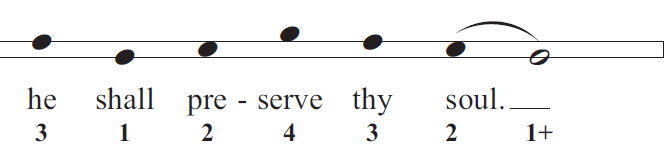 he shall pre - serve thy soul.
3 1 2 4 3 2 1+